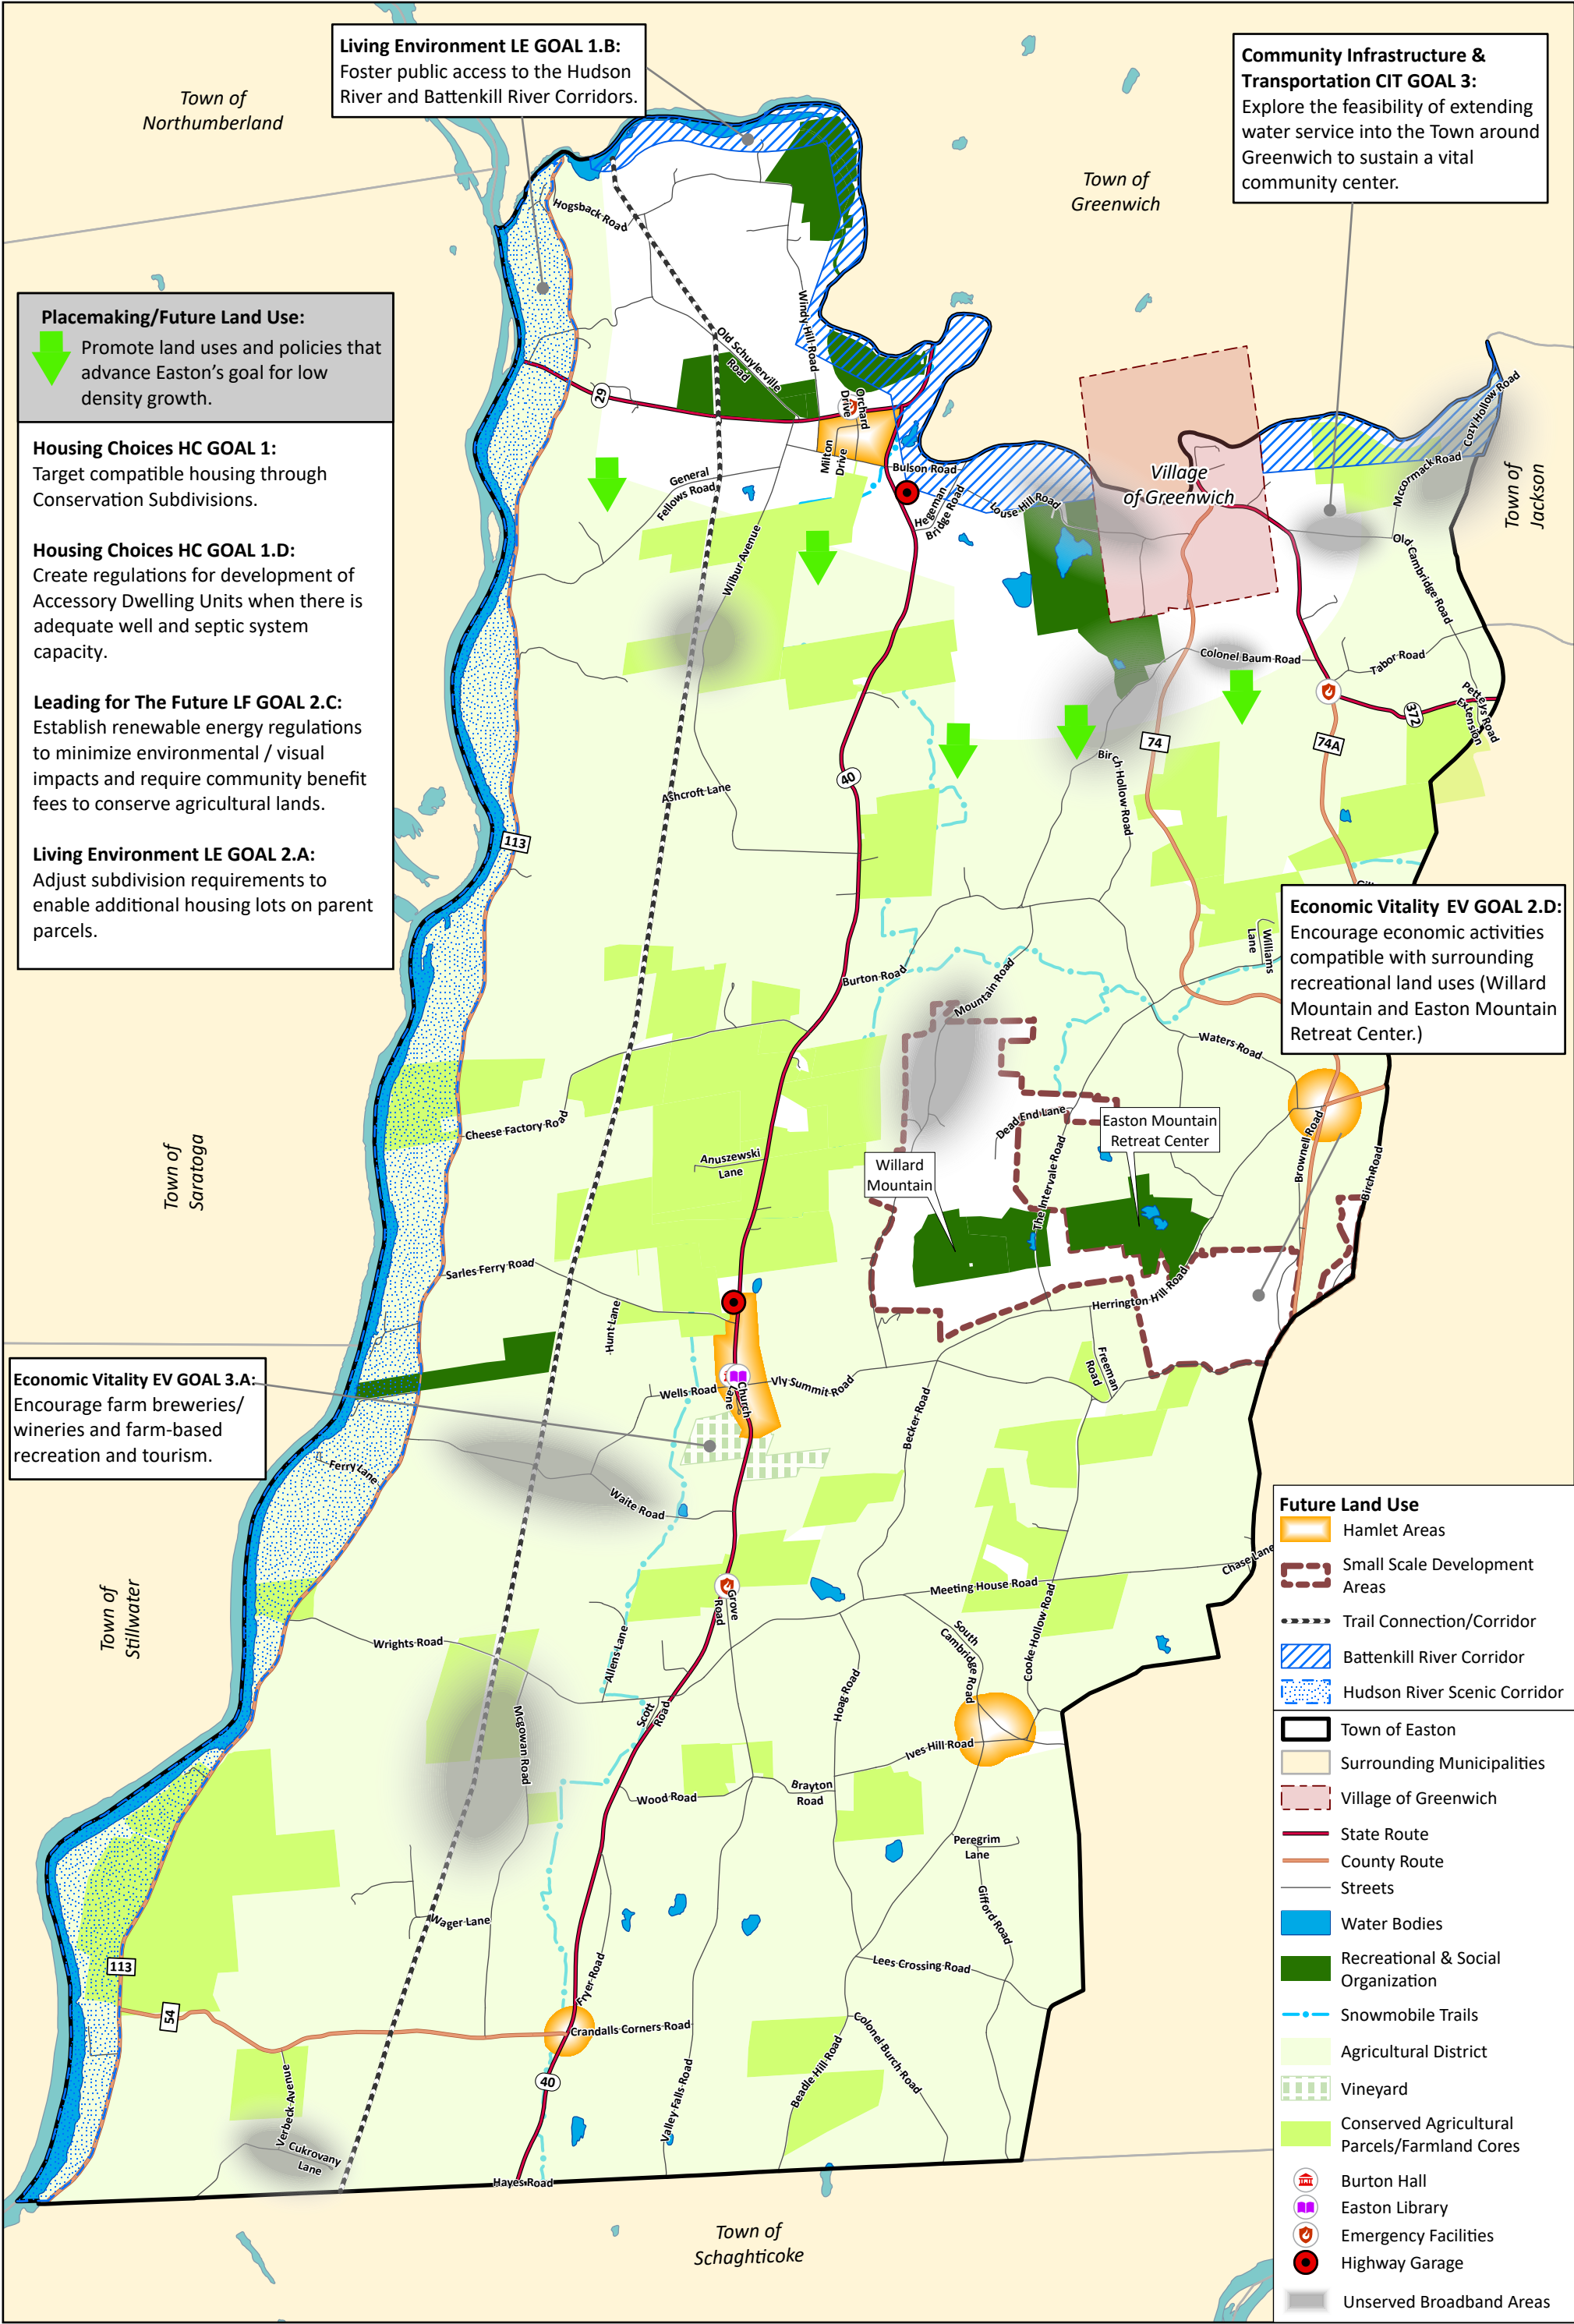 Living Environment LE GOAL 1.B:
Foster public access to the Hudson
River and Battenkill River Corridors.
Community Infrastructure &
Transportation CIT GOAL 3:
Explore the feasibility of extending
water service into the Town around
Greenwich to sustain a vital
community center.
Town of
Northumberland
Town of
Greenwich
Hogsback Road
Placemaking/Future Land Use:
Promote land uses and policies that
advance Easton's goal for low
density growth.
Housing Choices HC GOAL 1:
Target compatible housing through
Conservation Subdivisions.
Housing Choices HC GOAL 1.D:
Create regulations for development of
Accessory Dwelling Units when there is
adequate well and septic system
capacity.
Leading for The Future LF GOAL 2.C:
Establish renewable energy regulations
to minimize environmental / visual
impacts and require community benefit
fees to conserve agricultural lands.
Living Environment LE GOAL 2.A:
Adjust subdivision requirements to
enable additional housing lots on parent
parcels.
Windy Hill Road
Old Schuylerville
Road
29
Orchard
Drive
Milton
Drive
Bulson Road
General
Fellows Road
Hegeman
Bridge Road
Louse Hill Road
Village
of Greenwich
Cozy Hollow Road
Mccormack Road
Town of
Jackson
Old Cambridge Road
Wilbur Avenue
Colonel Baum Road
Tabor Road
Petteys Road
Extension
372
74
74A
Birch Hollow Road
40
Ashcroft Lane
113
Economic Vitality EV GOAL 2.D:
Encourage economic activities
compatible with surrounding
recreational land uses (Willard
Mountain and Easton Mountain
Retreat Center.)
Williams
Lane
Burton Road
Mountain Road
Waters Road
Dead End Lane
Easton Mountain
Retreat Center
Cheese Factory Road
Anuszewski
Lane
Willard
Mountain
The Intervale Road
Brownell Road
Birch Road
Town of
Saratoga
Sarles Ferry Road
Herrington Hill Road
Hunt Lane
Freeman
Road
Economic Vitality EV GOAL 3.A:
Encourage farm breweries/
wineries and farm-based
recreation and tourism.
Wells Road
Church
Lane
Vly Summit Road
Becker Road
Ferry Lane
Waite Road
Town of
Stillwater
Grove
Road
Meeting House Road
Chase Lane
Wrights Road
Allens Lane
South
Cambridge Road
Cooke Hollow Road
Mcgowan Road
Scott
Road
Hoag Road
Ives Hill Road
Wood Road
Brayton
Road
Peregrim
Lane
Gifford Road
Wager Lane
Lees Crossing Road
113
54
Fryer Road
Crandalls Corners Road
40
Verbeck Avenue
Cukrovany
Lane
Valley Falls Road
Beadle Hill Road
Colonel Burch Road
Hayes Road
Town of
Schaghticoke
Future Land Use
Hamlet Areas
Small Scale Development
Areas
Trail Connection/Corridor
Battenkill River Corridor
Hudson River Scenic Corridor
Town of Easton
Surrounding Municipalities
Village of Greenwich
State Route
County Route
Streets
Water Bodies
Recreational & Social
Organization
Snowmobile Trails
Agricultural District
Vineyard
Conserved Agricultural
Parcels/Farmland Cores
Burton Hall
Easton Library
Emergency Facilities
Highway Garage
Unserved Broadband Areas